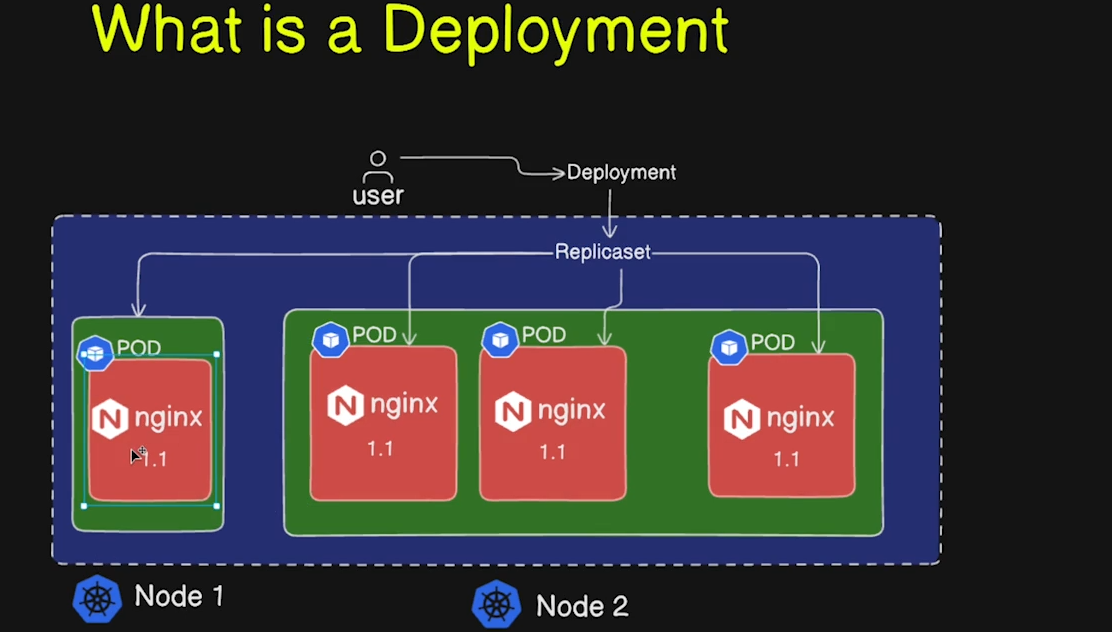 What is a Deployment
user
Deployment
Replicaset
POD
POD
POD
POD
nginx
1.1
nginx
1.1
nginx
1.1
nginx
1.1
Node 1
Node 2